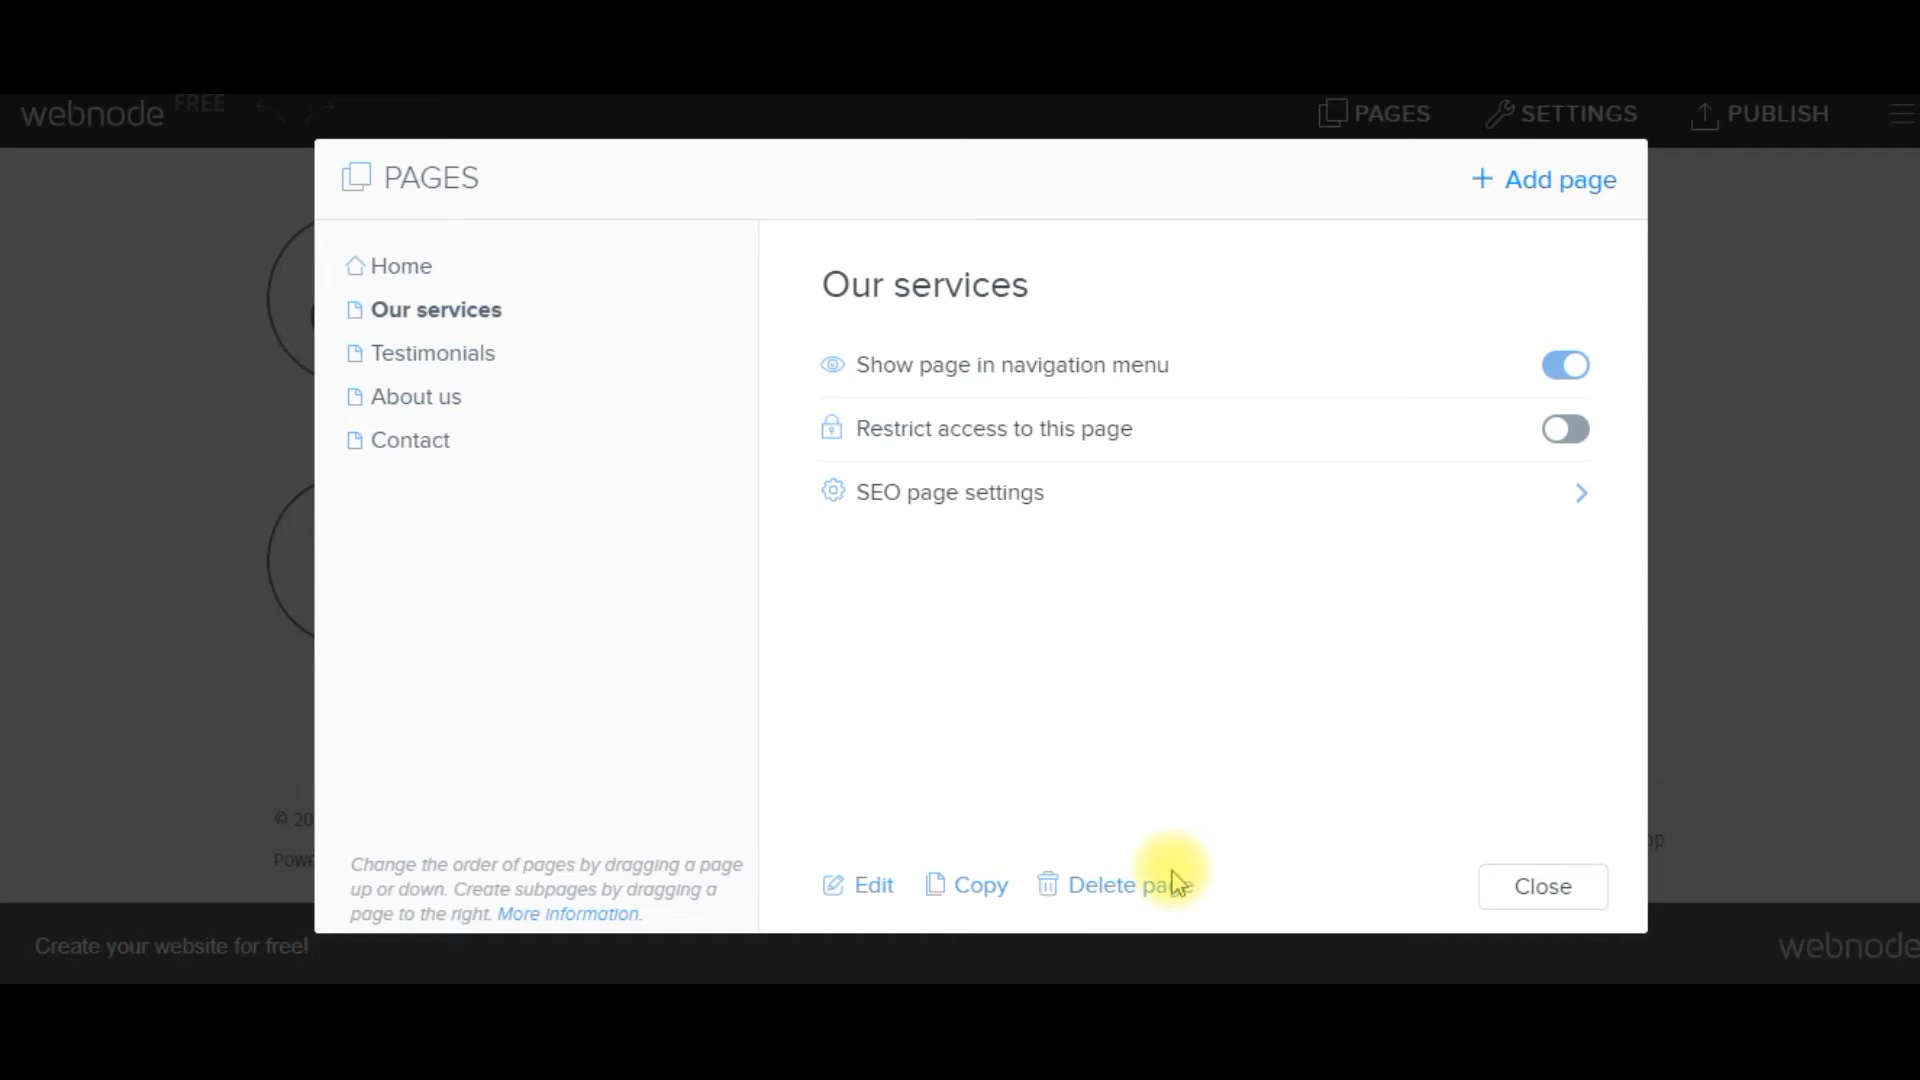 webnode FREE
PAGES
SETTINGS
PUBLISH
PAGES
+ Add page
Home
Our services
Testimonials
About us
Contact
Our services
Show page in navigation menu
Restrict access to this page
SEO page settings
© 20
Powe
Change the order of pages by dragging a page
up or down. Create subpages by dragging a
page to the right. More information.
Edit
Copy
Delete page
Close
Create your website for free!
webnode